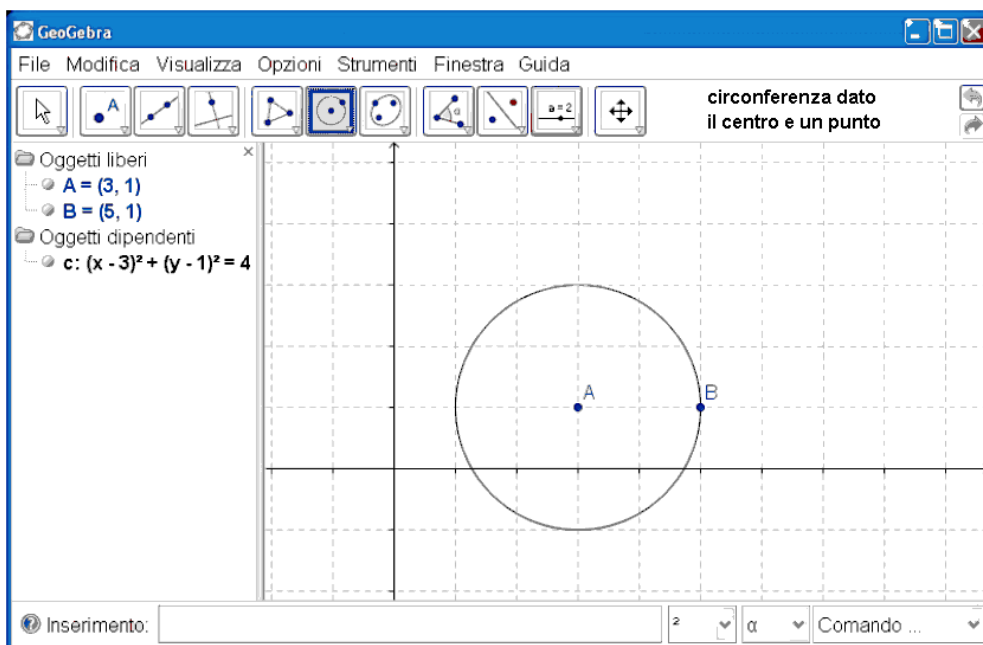 GeoGebra
File Modifica Visualizza Opzioni Strumenti Finestra Guida
A
α
a = 2
circonferenza dato
il centro e un punto
Oggetti liberi
A = (3, 1)
B = (5, 1)
Oggetti dipendenti
c: (x - 3)² + (y - 1)² = 4
A
B
Inserimento:
²
α
Comando ...